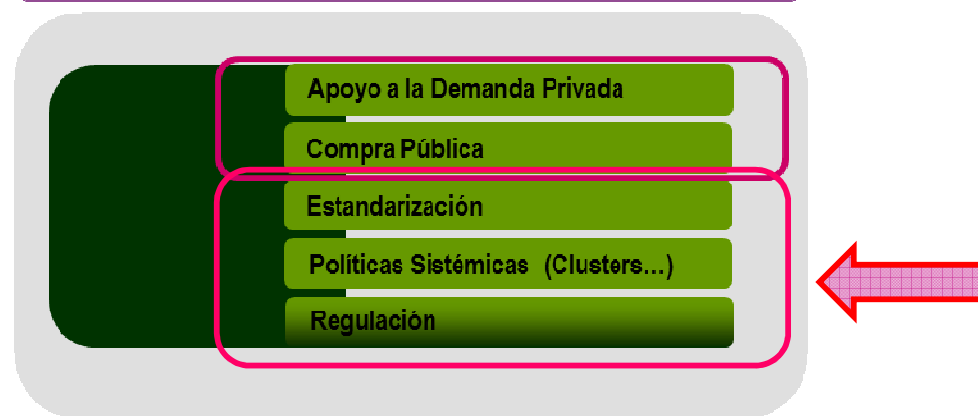 Apoyo a la Demanda Privada
Compra Pública
Estandarización
Políticas Sistémicas (Clusters...)
Regulación